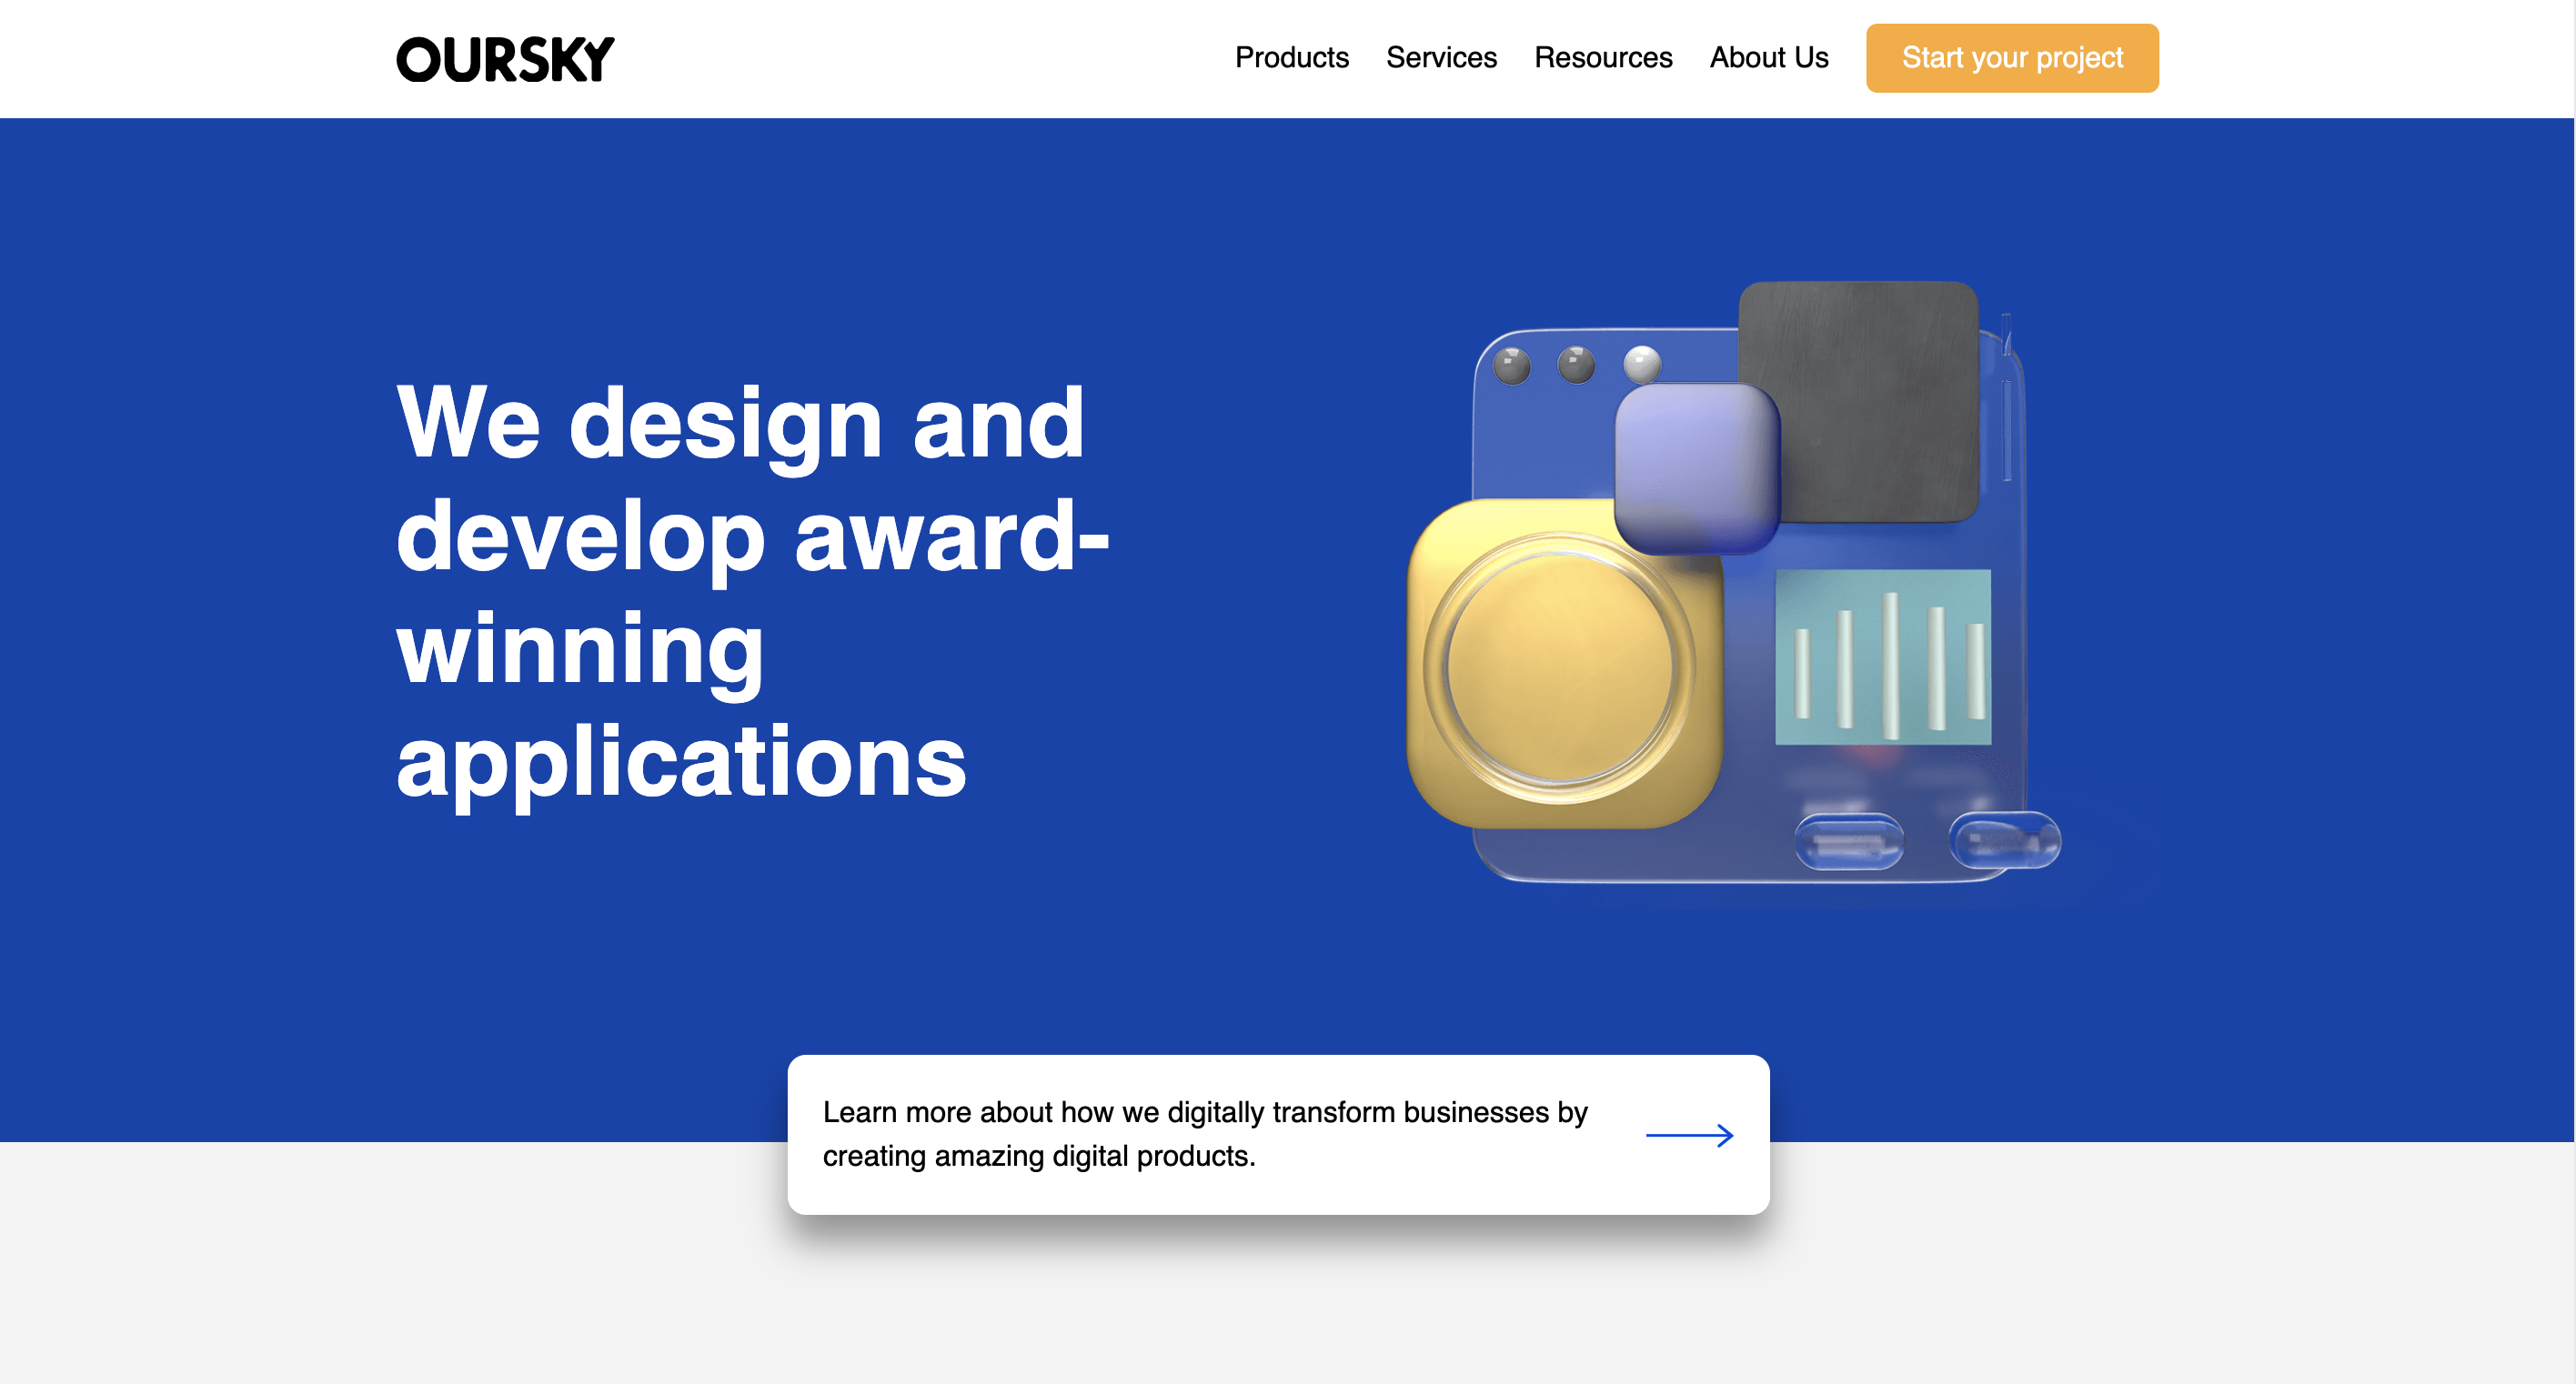 OURSKY
Products Services Resources About Us Start your project
We design and
develop award-
winning
applications
Learn more about how we digitally transform businesses by
creating amazing digital products.